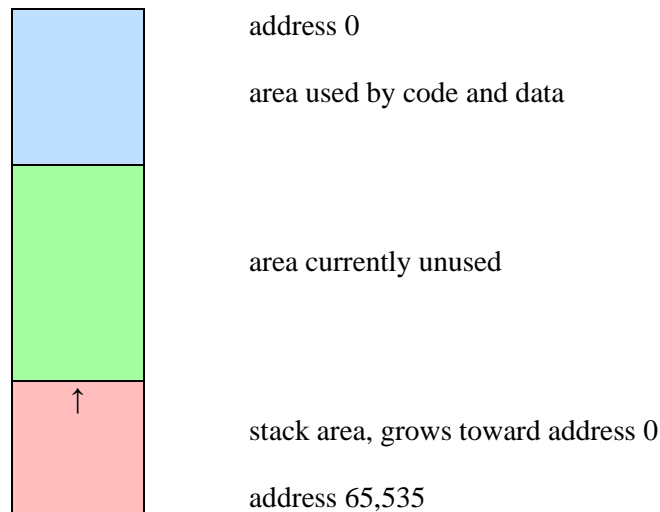 address 0
area used by code and data
area currently unused
↑
stack area, grows toward address 0
address 65,535